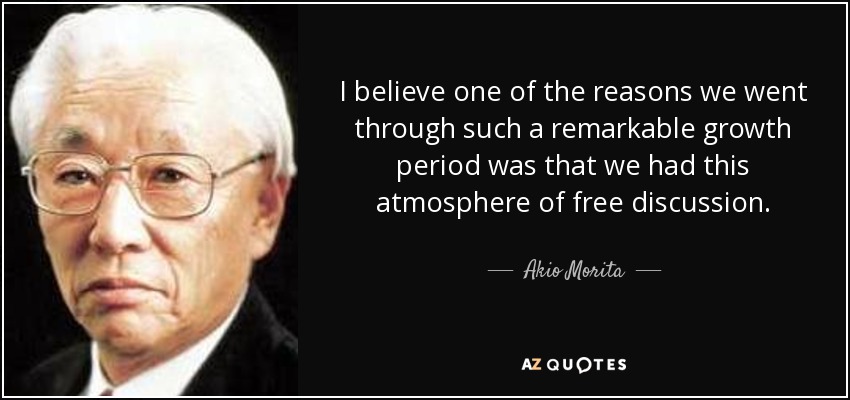 I believe one of the reasons we went
through such a remarkable growth
period was that we had this
atmosphere of free discussion.
Akio Morita
AZ QUOTES